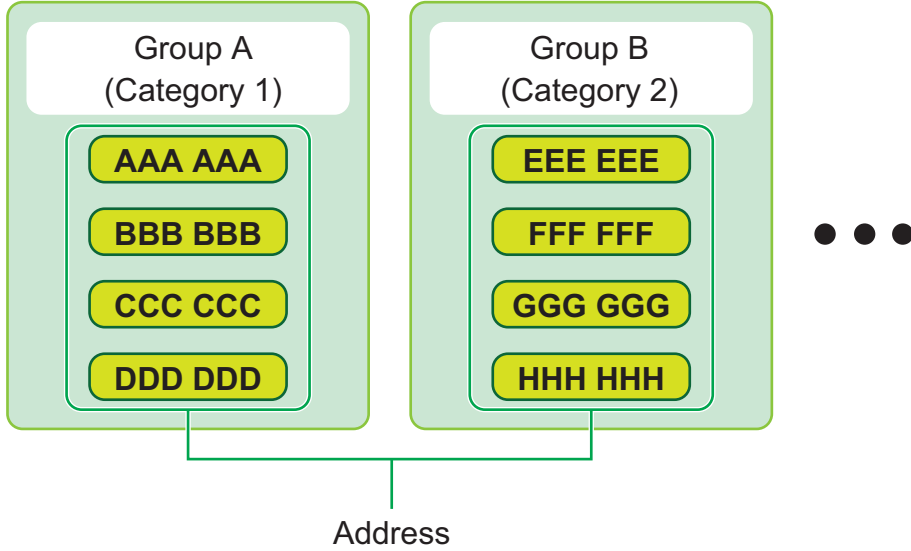 Group A
(Category 1)
AAA AAA
BBB BBB
CCC CCC
DDD DDD
Group B
(Category 2)
EEE EEE
FFF FFF
GGG GGG
HHH HHH
Address